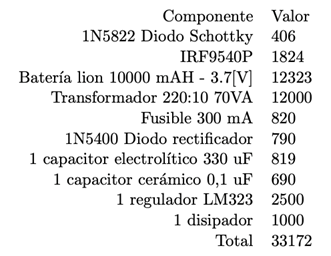 Componente Valor
1N5822 Diodo Schottky 406
IRF9540P 1824
Batería lion 10000 mAH - 3.7[V] 12323
Transformador 220:10 70VA 12000
Fusible 300 mA 820
1N5400 Diodo rectificador 790
1 capacitor electrolítico 330 uF 819
1 capacitor cerámico 0,1 uF 690
1 regulador LM323 2500
1 disipador 1000
Total 33172